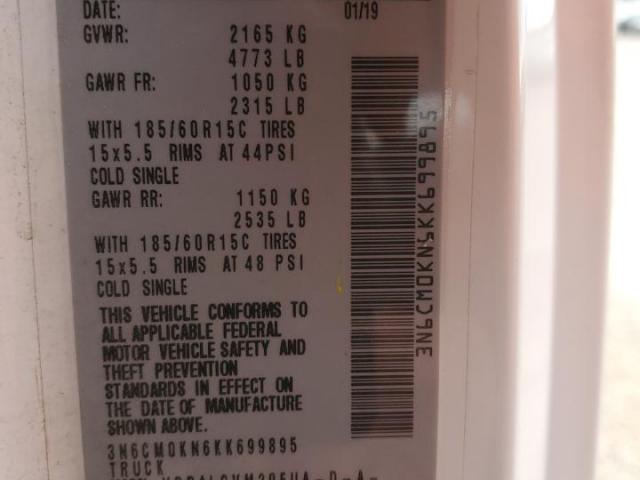 DATE: 01/19
GVWR: 2165 KG
4773 LB
GAWR FR: 1050 KG
2315 LB
WITH 185/60R15C TIRES
15x5.5 RIMS AT 44PSI
COLD SINGLE
GAWR RR: 1150 KG
2535 LB
WITH 185/60R15C TIRES
15x5.5 RIMS AT 48 PSI
COLD SINGLE
THIS VEHICLE CONFORMS TO
ALL APPLICABLE FEDERAL
MOTOR VEHICLE SAFETY AND
THEFT PREVENTION
STANDARDS IN EFFECT ON
THE DATE OF MANUFACTURE
SHOWN ABOVE.
3N6CM0KN6KK699895
TRUCK
3N6CM0KN6KK699895